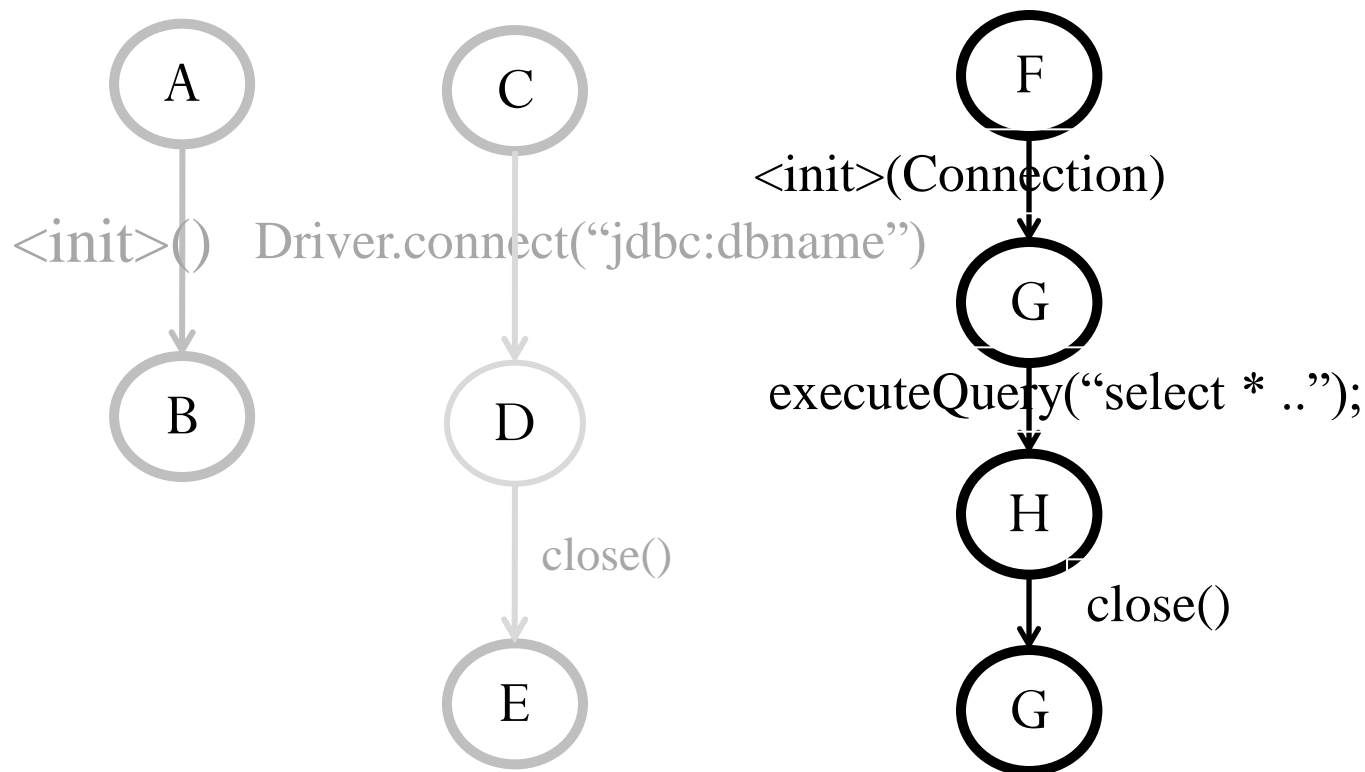 A
<init>()
B
C
Driver.connect(“jdbc:dbname”)
D
close()
E
F
<init>(Connection)
G
executeQuery(“select * ..”);
H
close()
G